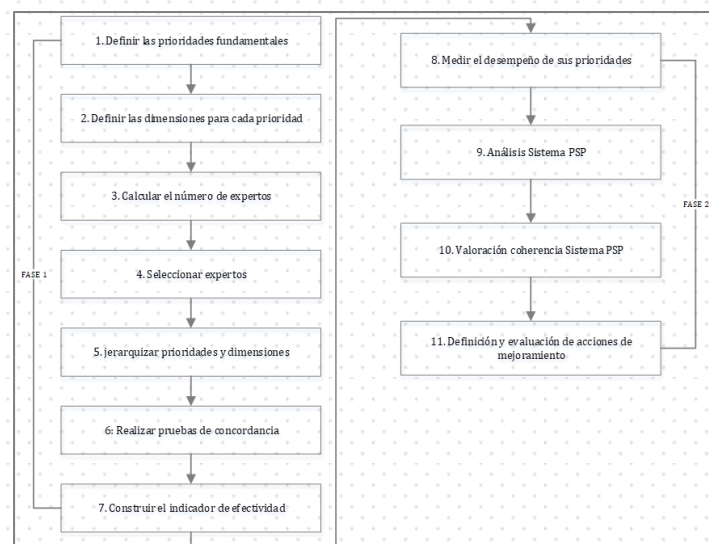 1. Definir las prioridades fundamentales
2. Definir las dimensiones para cada prioridad
3. Calcular el número de expertos
4. Seleccionar expertos
FASE 1
5. jerarquizar prioridades y dimensiones
6: Realizar pruebas de concordancia
7. Construir el indicador de efectividad
8. Medir el desempeño de sus prioridades
9. Análisis Sistema PSP
FASE 2
10. Valoración coherencia Sistema PSP
11. Definición y evaluación de acciones de
mejoramiento